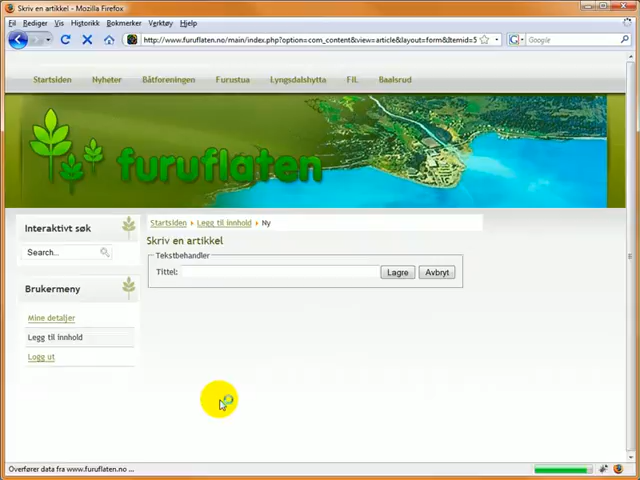 Skriv en artikkel - Mozilla Firefox
Fil Rediger Vis Historikk Bokmerker Verktøy Hjelp
http://www.furuflaten.no/main/index.php?option=com_content&view=article&layout=form&Itemid=5
Google
Startsiden Nyheter Båtforeningen Furustua Lyngsdalshytta FIL Baalsrud
furuflaten
Interaktivt søk
Search...
Brukermeny
Mine detaljer
Legg til innhold
Logg ut
Startsiden Legg til innhold Ny
Skriv en artikkel
Tekstbehandler
Tittel: Lagre Avbryt
Overfører data fra www.furuflaten.no ...